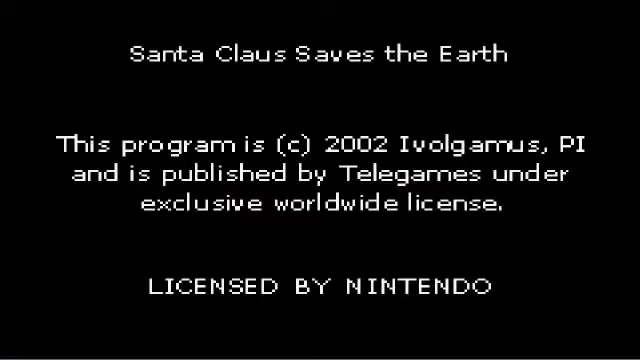 Santa Claus Saves the Earth
This program is (c) 2002 Ivolgamus, PI
and is published by Telegames under
exclusive worldwide license.
LICENSED BY NINTENDO